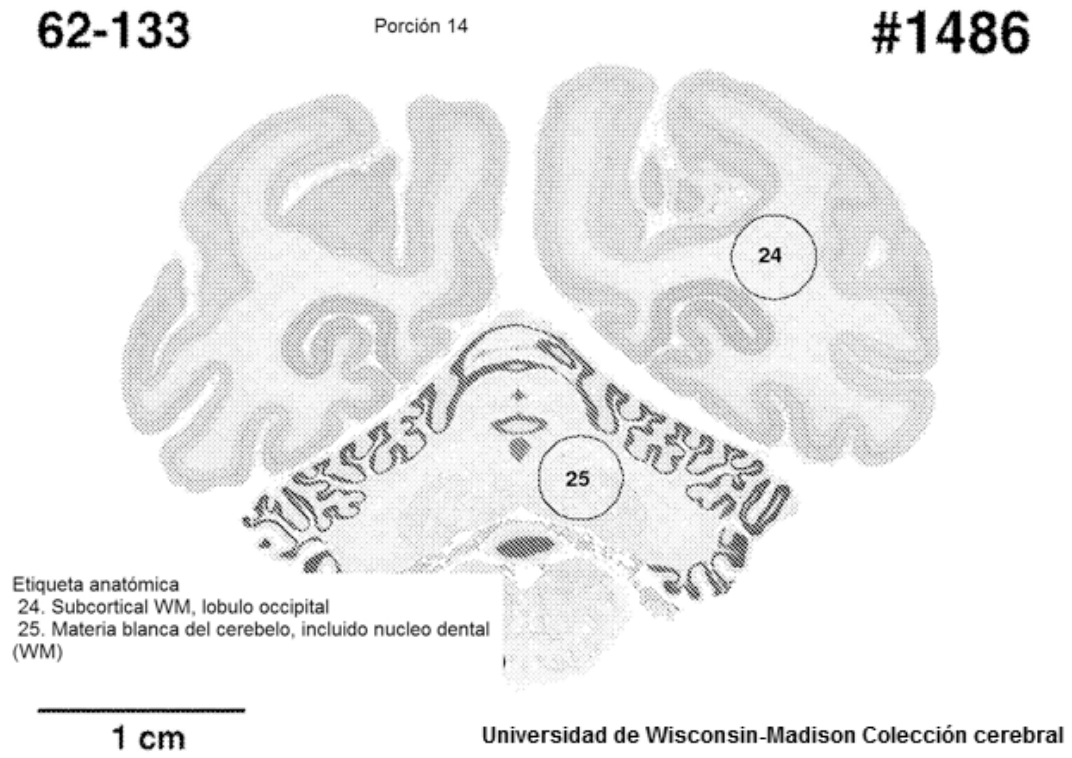 62-133
Porción 14
#1486
24
25
Etiqueta anatómica
24. Subcortical WM, lobulo occipital
25. Materia blanca del cerebelo, incluido nucleo dental
(WM)
1 cm
Universidad de Wisconsin-Madison Colección cerebral